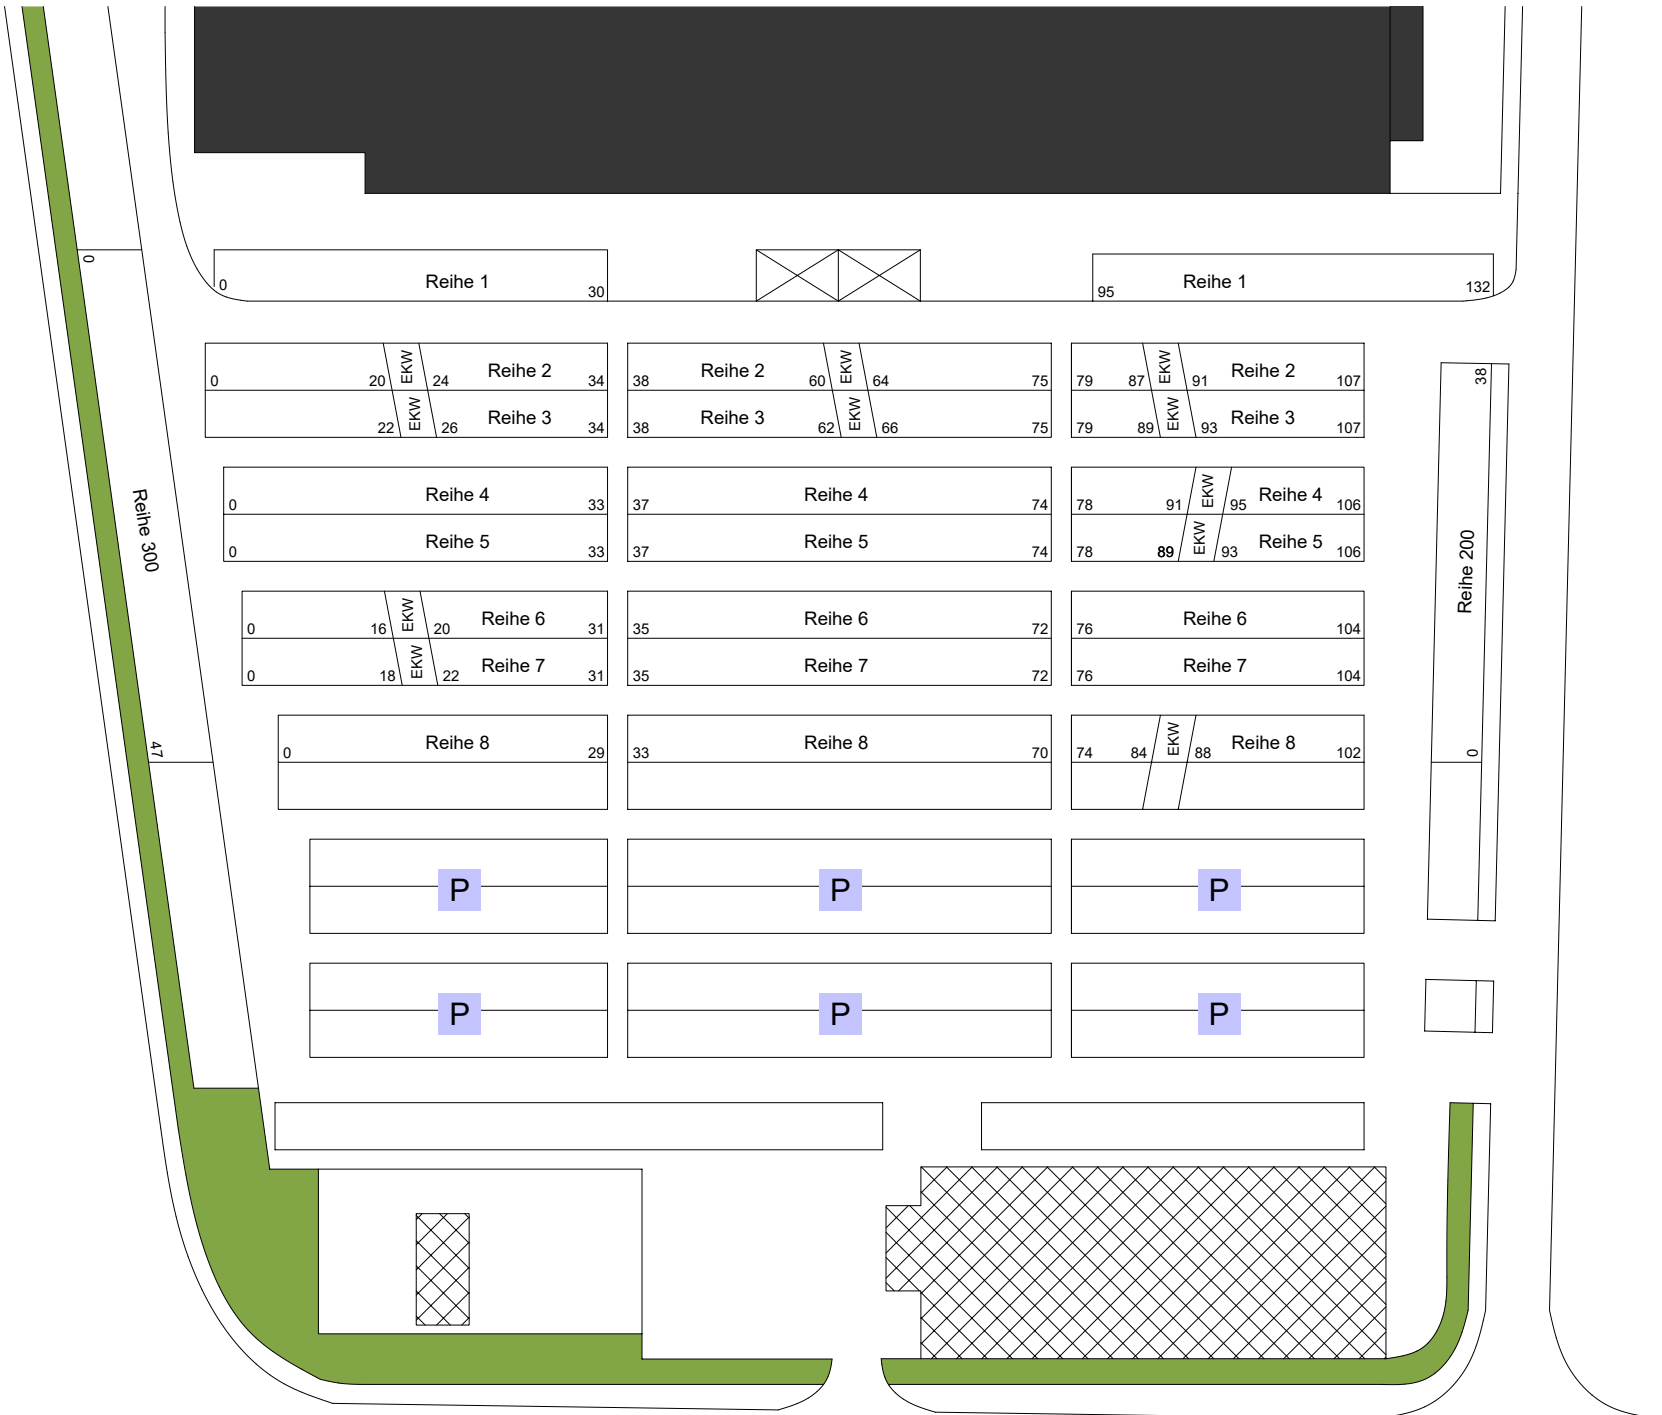 0
Reihe 1
30
95
Reihe 1
132
0
0
20
EKW
24
Reihe 2
34
38
Reihe 2
60
EKW
64
75
79
87
EKW
91
Reihe 2
107
22
EKW
26
Reihe 3
34
38
Reihe 3
62
EKW
66
75
79
89
EKW
93
Reihe 3
107
38
0
Reihe 4
33
37
Reihe 4
74
78
91
EKW
95
Reihe 4
106
0
Reihe 5
33
37
Reihe 5
74
78
89
EKW
93
Reihe 5
106
Reihe 300
Reihe 200
0
16
EKW
20
Reihe 6
31
35
Reihe 6
72
76
Reihe 6
104
0
18
EKW
22
Reihe 7
31
35
Reihe 7
72
76
Reihe 7
104
47
0
Reihe 8
29
33
Reihe 8
70
74
84
EKW
88
Reihe 8
102
0
P
P
P
P
P
P